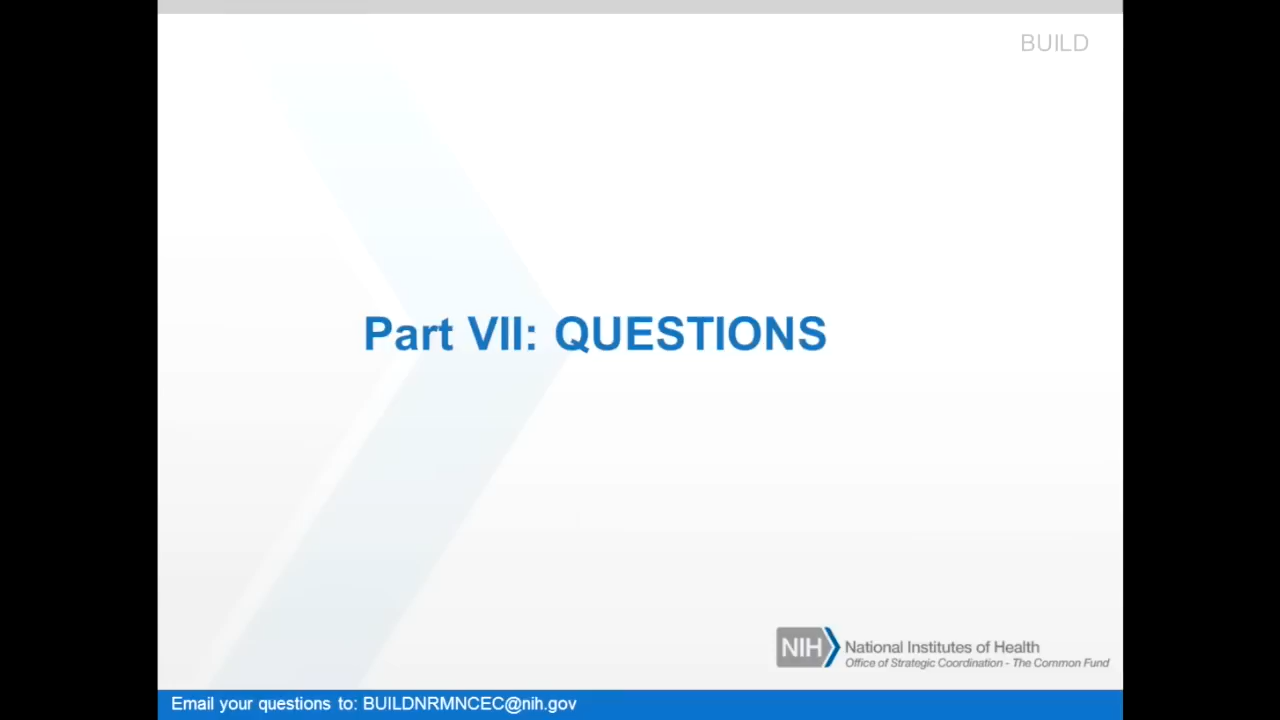 BUILD
Part VII: QUESTIONS
NIH
National Institutes of Health
Office of Strategic Coordination - The Common Fund
Email your questions to: BUILDNRMNCEC@nih.gov